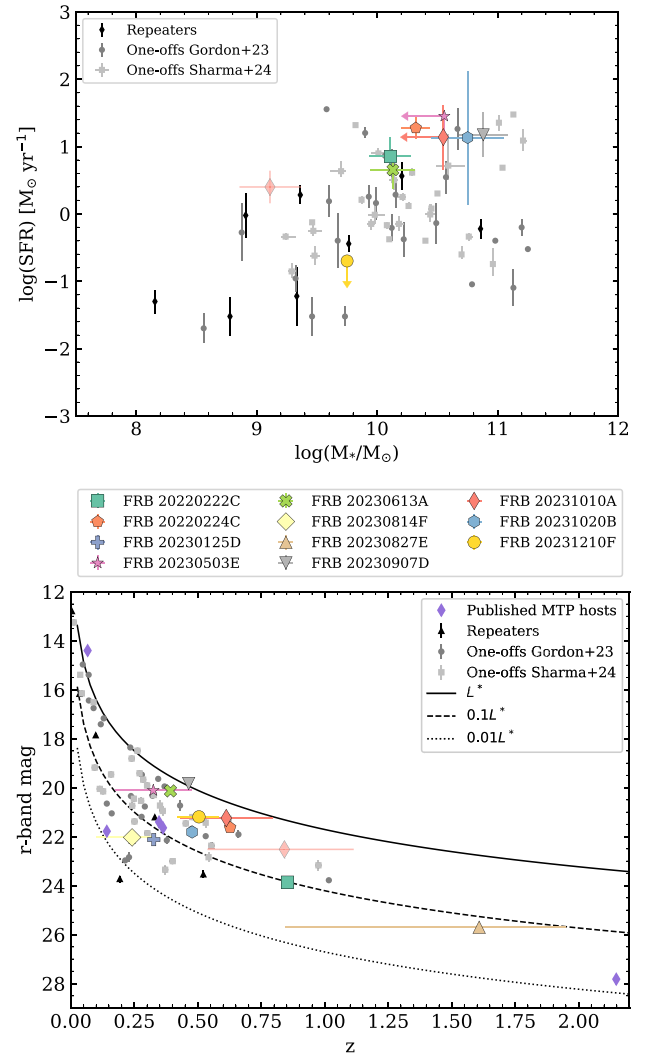 3
2
1
0
−1
−2
−3
log(SFR) [M⊙ yr⁻¹]
Repeaters
One-offs Gordon+23
One-offs Sharma+24
8 9 10 11 12
log(M*/M⊙)
FRB 20220222C FRB 20230613A FRB 20231010A
FRB 20220224C FRB 20230814F FRB 20231020B
FRB 20230125D FRB 20230827E FRB 20231210F
FRB 20230503E FRB 20230907D
12
14
16
18
20
22
24
26
28
r-band mag
Published MTP hosts
Repeaters
One-offs Gordon+23
One-offs Sharma+24
L*
0.1L*
0.01L*
0.00 0.25 0.50 0.75 1.00 1.25 1.50 1.75 2.00
z